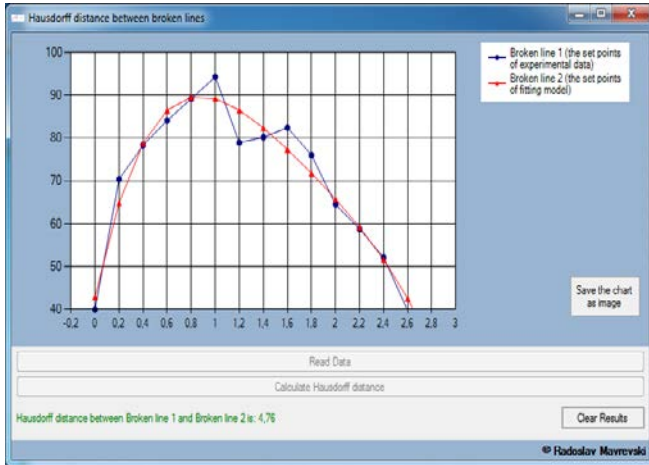 Hausdorff distance between broken lines
100
90
80
70
60
50
40
-0,2 0 0,2 0,4 0,6 0,8 1 1,2 1,4 1,6 1,8 2 2,2 2,4 2,6 2,8 3
Broken line 1 (the set points
of experimental data)
Broken line 2 (the set points
of fitting model)
Save the chart
as image
Read Data
Calculate Hausdorff distance
Hausdorff distance between Broken line 1 and Broken line 2 is: 4,76
Clear Results
© Radoslav Mavrevski